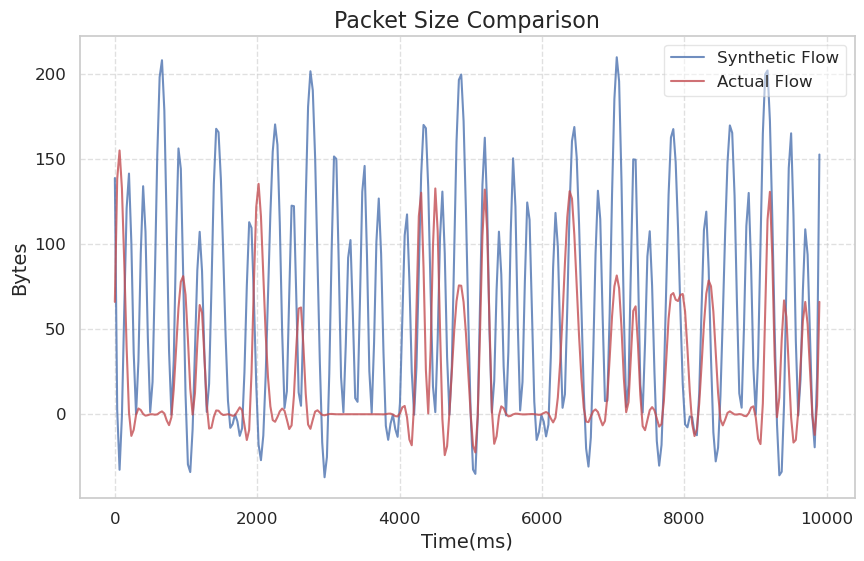 Packet Size Comparison
Synthetic Flow
Actual Flow
Bytes
200
150
100
50
0
0
2000
4000
6000
8000
10000
Time(ms)